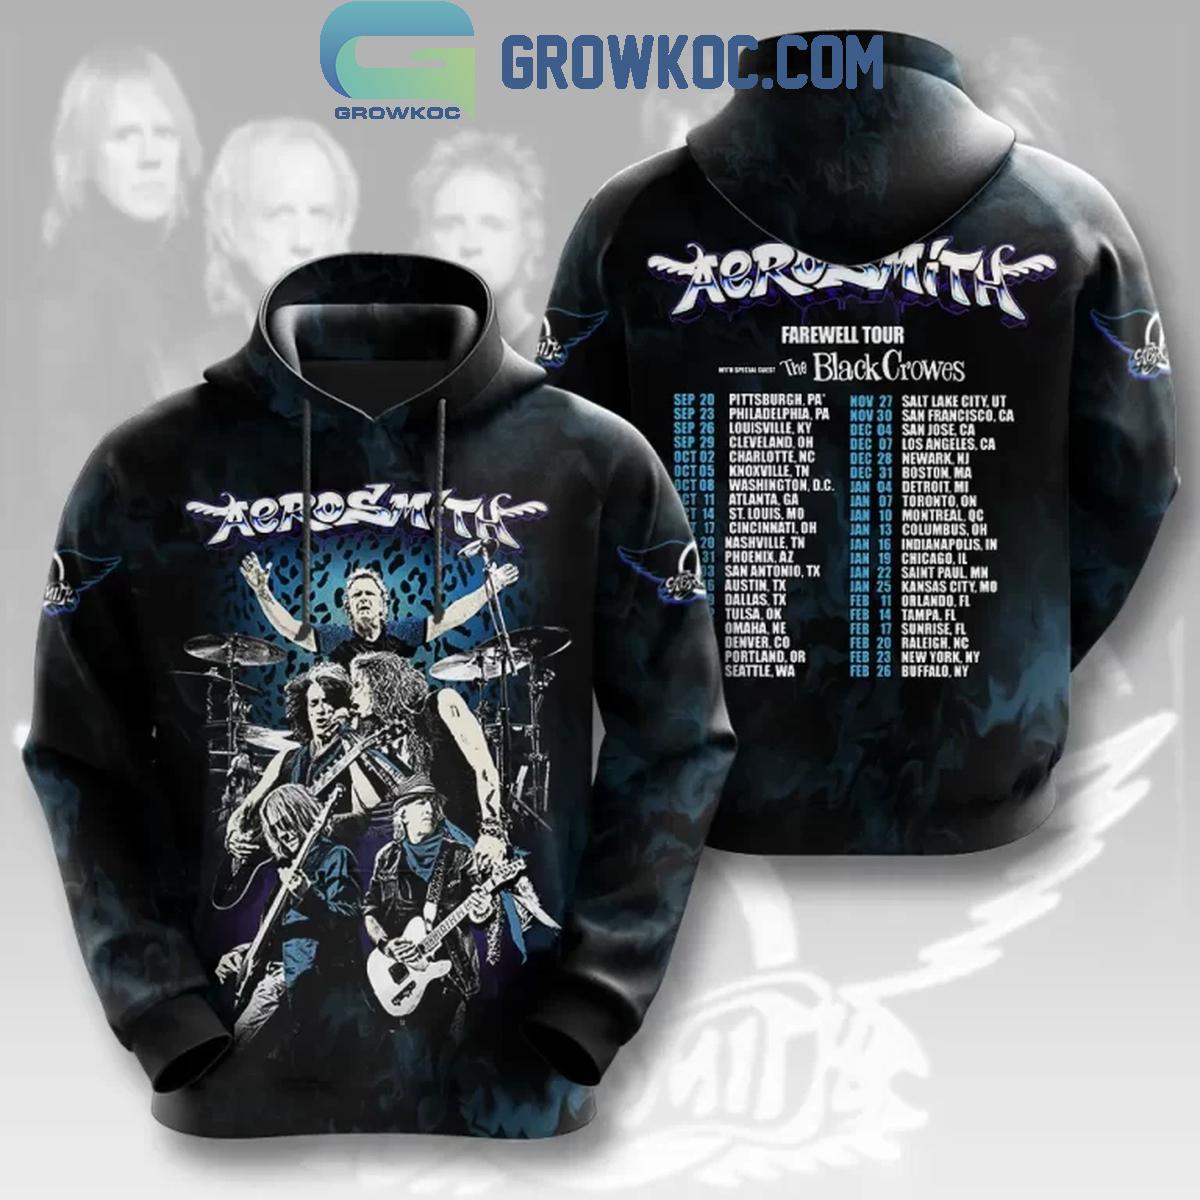 GROWKOC
GROWKOC.COM
AEROSMITH
FAREWELL TOUR
WITH SPECIAL GUEST The Black Crowes
SEP 20 PITTSBURGH, PA*
SEP 23 PHILADELPHIA, PA
SEP 26 LOUISVILLE, KY
SEP 29 CLEVELAND, OH
OCT 02 CHARLOTTE, NC
OCT 05 KNOXVILLE, TN
OCT 08 WASHINGTON, D.C.
11 ATLANTA, GA
14 ST. LOUIS, MO
17 CINCINNATI, OH
20 NASHVILLE, TN
31 PHOENIX, AZ
SAN ANTONIO, TX
AUSTIN, TX
DALLAS, TX
TULSA, OK
OMAHA, NE
DENVER, CO
PORTLAND, OR
SEATTLE, WA
NOV 27 SALT LAKE CITY, UT
NOV 30 SAN FRANCISCO, CA
DEC 04 SAN JOSE, CA
DEC 07 LOS ANGELES, CA
DEC 28 NEWARK, NJ
DEC 31 BOSTON, MA
JAN 04 DETROIT, MI
JAN 07 TORONTO, ON
JAN 10 MONTREAL, QC
JAN 13 COLUMBUS, OH
JAN 16 INDIANAPOLIS, IN
JAN 19 CHICAGO, IL
JAN 22 SAINT PAUL, MN
JAN 25 KANSAS CITY, MO
FEB 11 ORLANDO, FL
FEB 14 TAMPA, FL
FEB 17 SUNRISE, FL
FEB 20 RALEIGH, NC
FEB 23 NEW YORK, NY
FEB 26 BUFFALO, NY
AEROSMITH